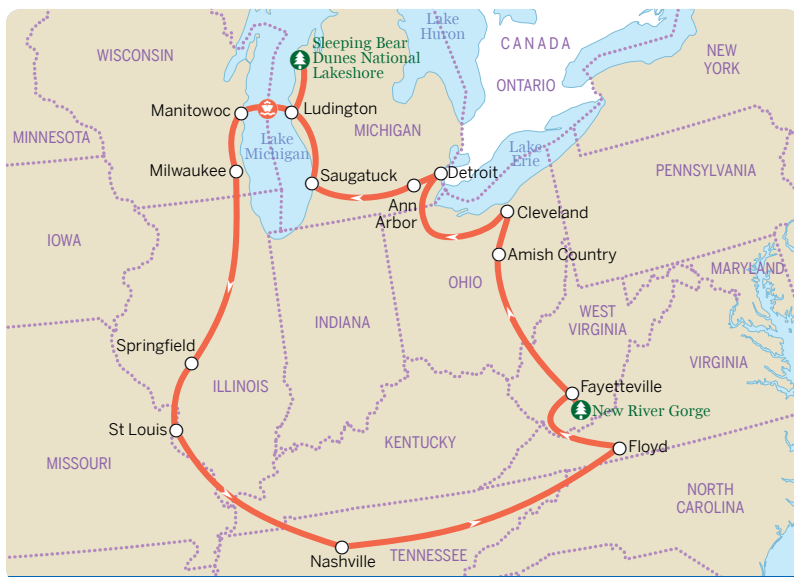 Lake
Huron
CANADA
NEW
YORK
WISCONSIN
Sleeping Bear
Dunes National
Lakeshore
ONTARIO
Manitowoc
Ludington
MICHIGAN
MINNESOTA
Lake
Michigan
Lake
Erie
Milwaukee
Saugatuck
Detroit
PENNSYLVANIA
Ann
Arbor
Cleveland
IOWA
Amish Country
MARYLAND
OHIO
INDIANA
WEST
VIRGINIA
Springfield
VIRGINIA
ILLINOIS
Fayetteville
New River Gorge
St Louis
KENTUCKY
Floyd
MISSOURI
NORTH
CAROLINA
Nashville
TENNESSEE